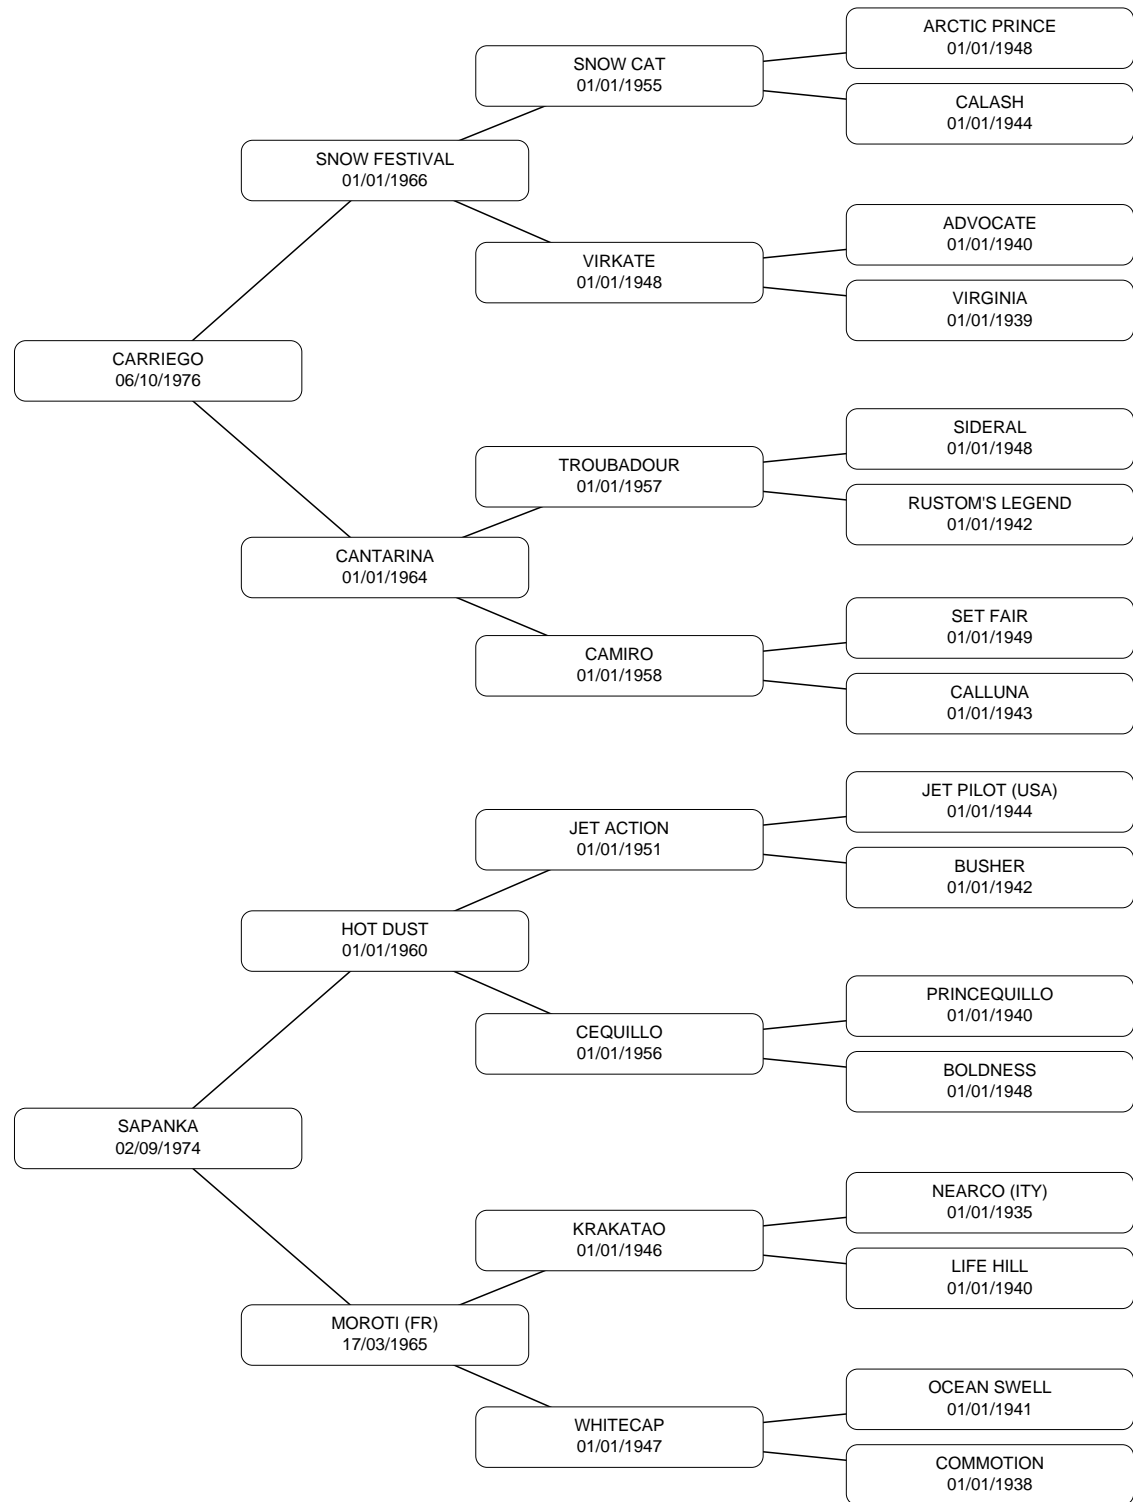 ARCTIC PRINCE
01/01/1948
SNOW CAT
01/01/1955
CALASH
01/01/1944
SNOW FESTIVAL
01/01/1966
ADVOCATE
01/01/1940
VIRKATE
01/01/1948
VIRGINIA
01/01/1939
CARRIEGO
06/10/1976
SIDERAL
01/01/1948
TROUBADOUR
01/01/1957
RUSTOM'S LEGEND
01/01/1942
CANTARINA
01/01/1964
SET FAIR
01/01/1949
CAMIRO
01/01/1958
CALLUNA
01/01/1943
JET PILOT (USA)
01/01/1944
JET ACTION
01/01/1951
BUSHER
01/01/1942
HOT DUST
01/01/1960
PRINCEQUILLO
01/01/1940
CEQUILLO
01/01/1956
BOLDNESS
01/01/1948
SAPANKA
02/09/1974
NEARCO (ITY)
01/01/1935
KRAKATAO
01/01/1946
LIFE HILL
01/01/1940
MOROTI (FR)
17/03/1965
OCEAN SWELL
01/01/1941
WHITECAP
01/01/1947
COMMOTION
01/01/1938